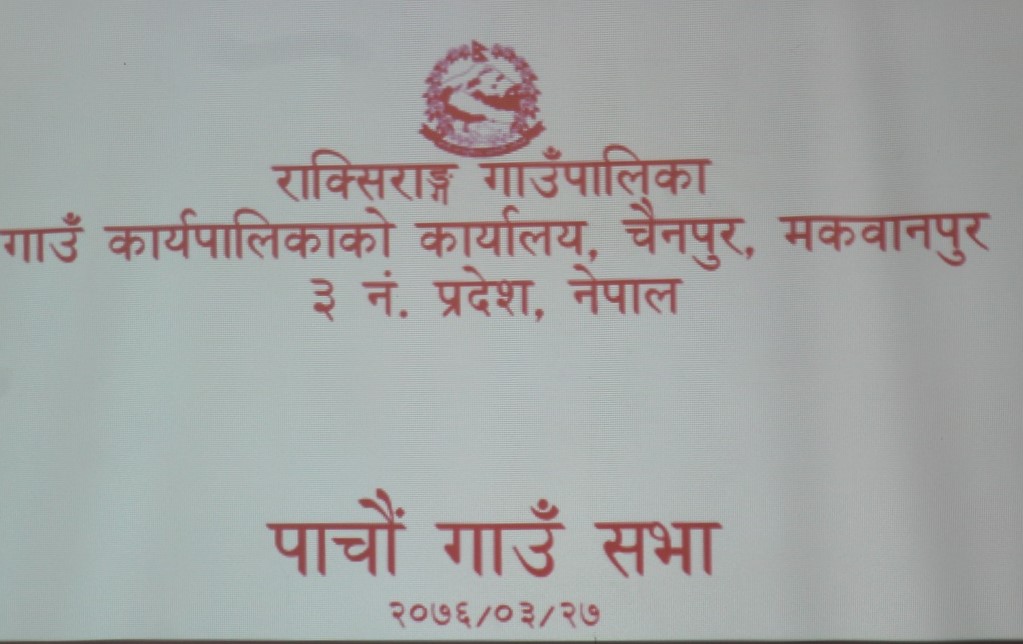 राक्सिराङ्ग गाउँपालिका
गाउँ कार्यपालिकाको कार्यालय, चैनपुर, मकवानपुर
३ नं. प्रदेश, नेपाल
पाचौं गाउँ सभा
२०७६/०३/२७